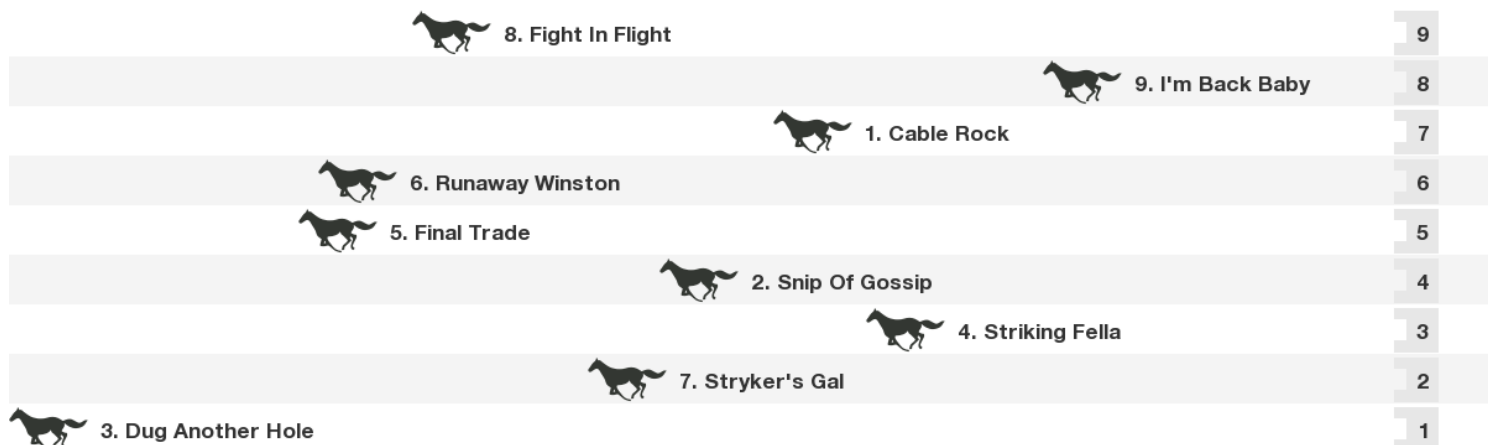 8. Fight In Flight 9
9. I'm Back Baby 8
1. Cable Rock 7
6. Runaway Winston 6
5. Final Trade 5
2. Snip Of Gossip 4
4. Striking Fella 3
7. Stryker's Gal 2
3. Dug Another Hole 1